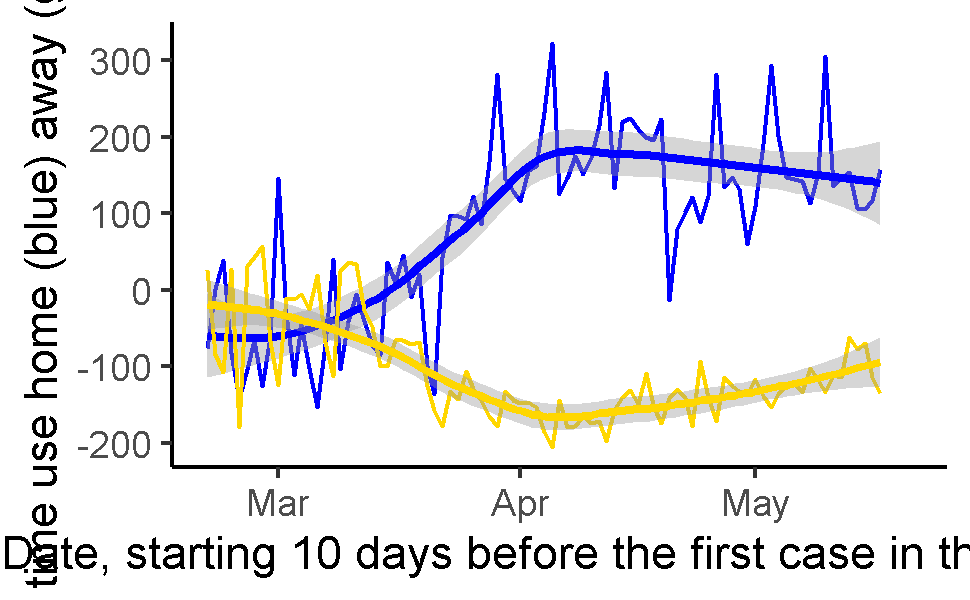 time use home (blue) away (
300
200
100
0
-100
-200
Mar Apr May
Date, starting 10 days before the first case in th